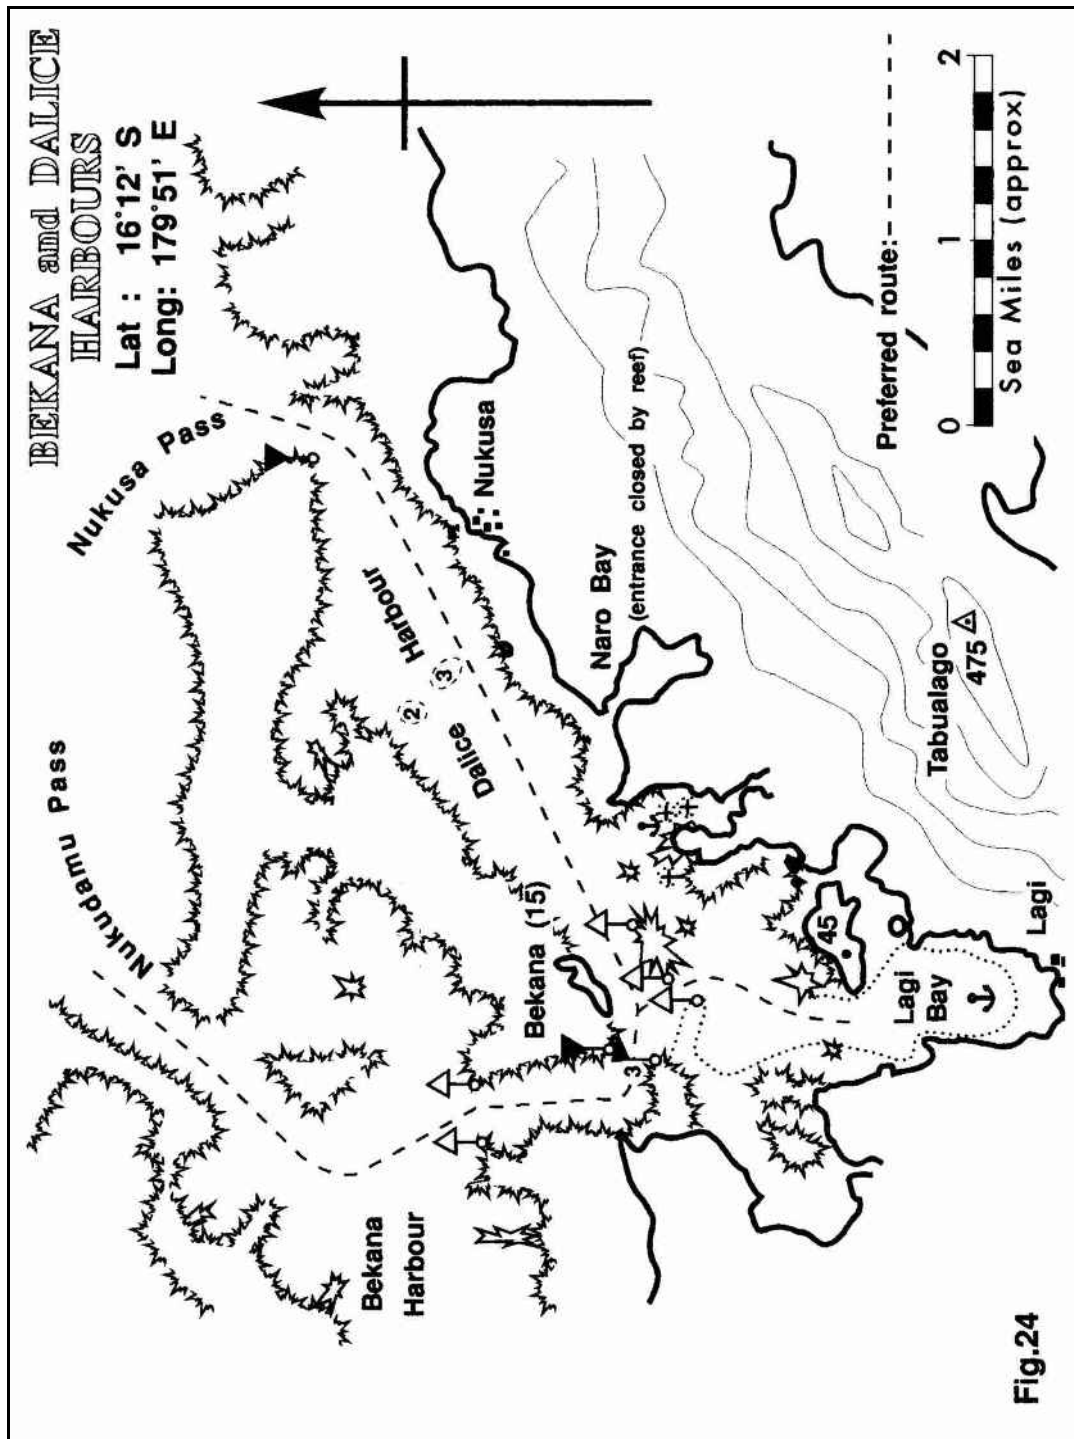 BEKANA and DALICE
HARBOURS
Lat : 16°12' S
Long: 179°51' E
Nukudamu Pass
Nukusa Pass
Dalice Harbour
2
3
Nukusa
Naro Bay
(entrance closed by reef)
Bekana (15)
3
Bekana
Harbour
45
Lagi
Bay
Lagi
Tabualago
475
Preferred route:
0 1 2
Sea Miles (approx)
Fig.24